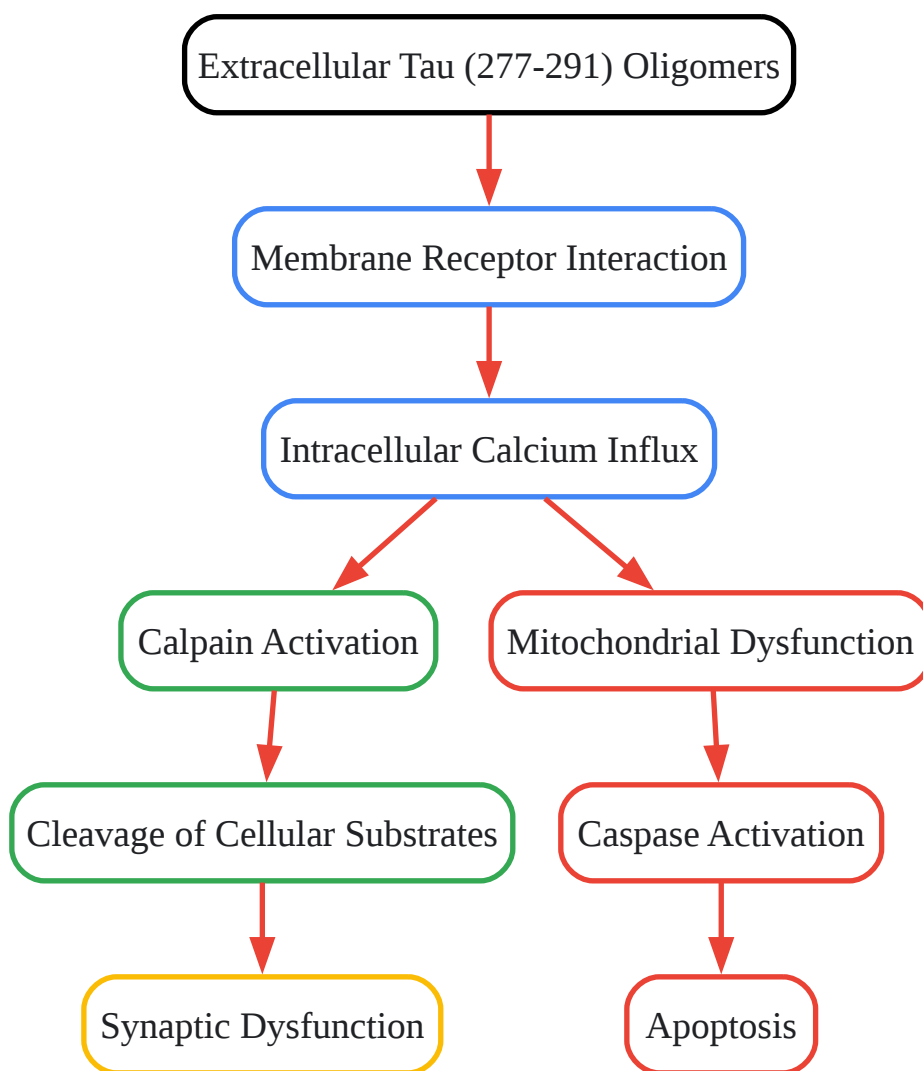 Extracellular Tau (277-291) Oligomers
Membrane Receptor Interaction
Intracellular Calcium Influx
Calpain Activation
Mitochondrial Dysfunction
Cleavage of Cellular Substrates
Caspase Activation
Synaptic Dysfunction
Apoptosis